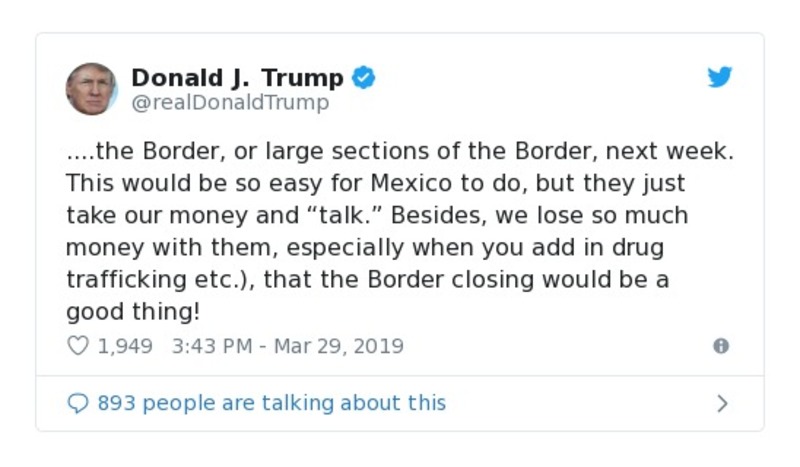 Donald J. Trump
@realDonaldTrump
....the Border, or large sections of the Border, next week.
This would be so easy for Mexico to do, but they just
take our money and “talk.” Besides, we lose so much
money with them, especially when you add in drug
trafficking etc.), that the Border closing would be a
good thing!
1,949 3:43 PM - Mar 29, 2019
893 people are talking about this